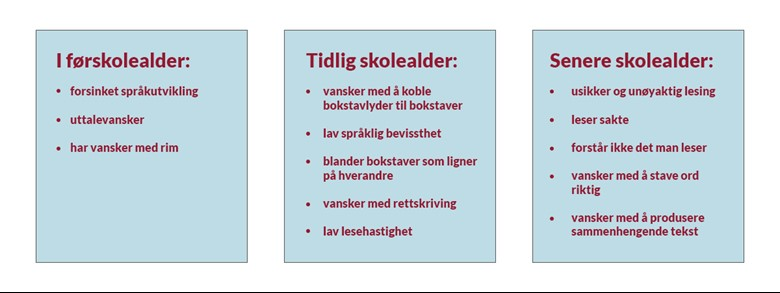 I førskolealder:
• forsinket språkutvikling
• uttalevansker
• har vansker med rim
Tidlig skolealder:
• vansker med å koble
bokstavlyder til bokstaver
• lav språklig bevissthet
• blander bokstaver som ligner
på hverandre
• vansker med rettskriving
• lav lesehastighet
Senere skolealder:
• usikker og unøyaktig lesing
• leser sakte
• forstår ikke det man leser
• vansker med å stave ord
riktig
• vansker med å produsere
sammenhengende tekst